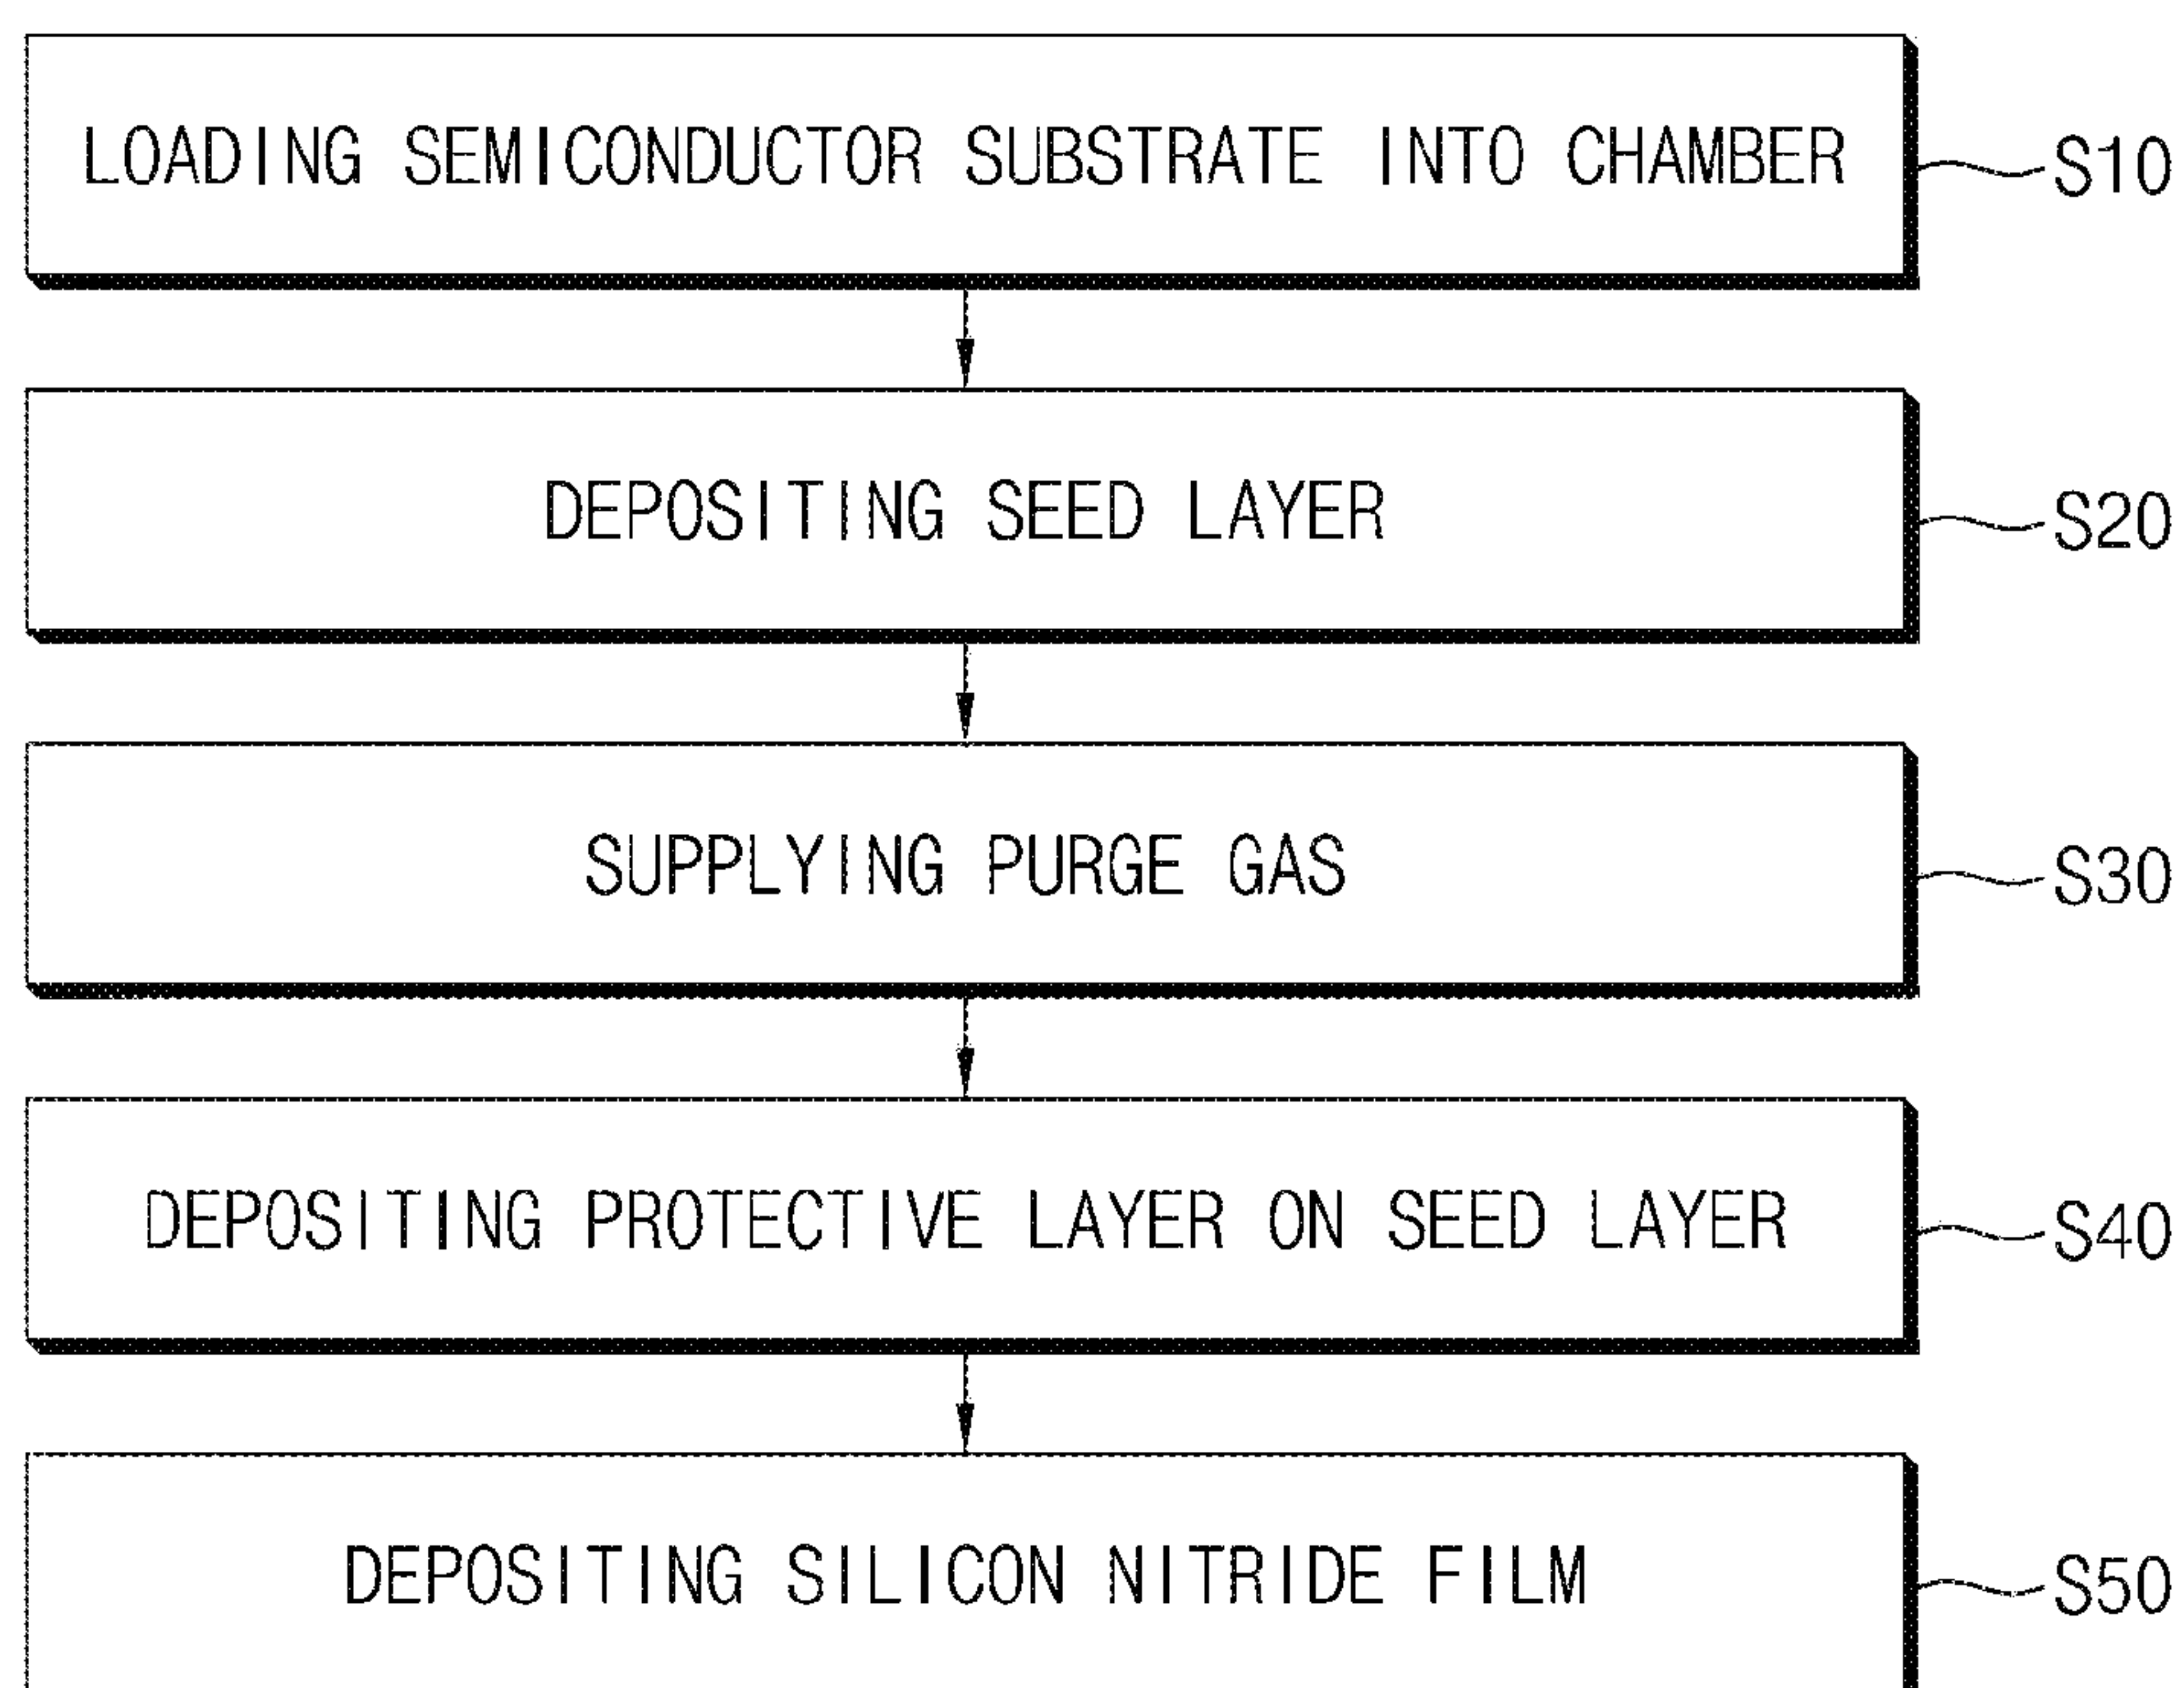 LOADING SEMICONDUCTOR SUBSTRATE INTO CHAMBER
S10
DEPOSITING SEED LAYER
S20
SUPPLYING PURGE GAS
S30
DEPOSITING PROTECTIVE LAYER ON SEED LAYER
S40
DEPOSITING SILICON NITRIDE FILM
S50